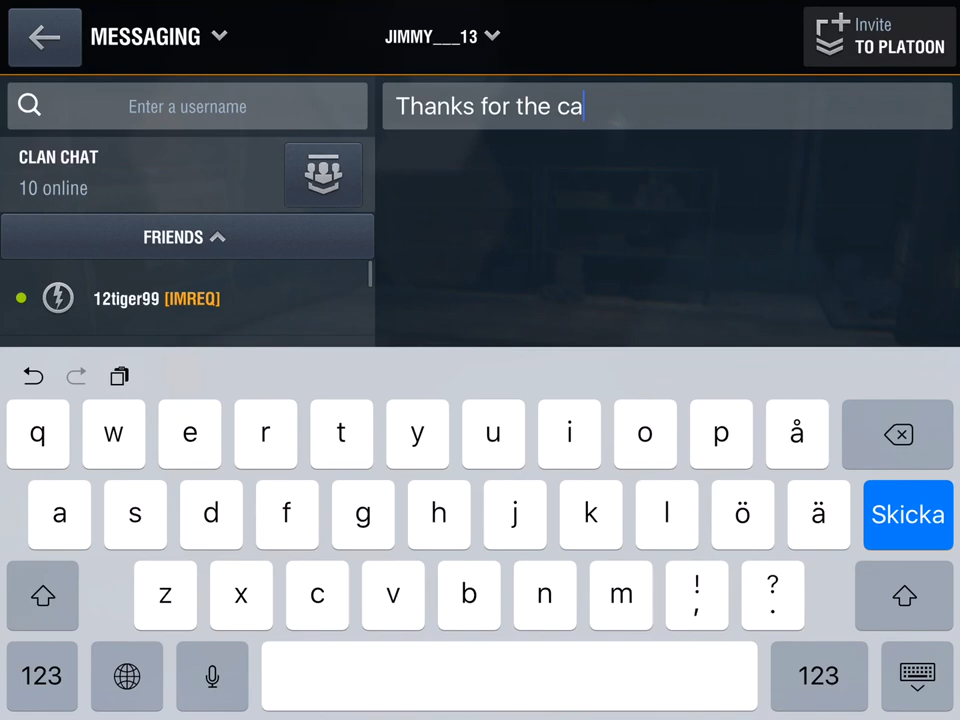 MESSAGING
JIMMY___13
Invite
TO PLATOON
Enter a username
Thanks for the ca
CLAN CHAT
10 online
FRIENDS
12tiger99 [IMREQ]
q w e r t y u i o p å
a s d f g h j k l ö ä Skicka
z x c v b n m ! , ? .
123 123